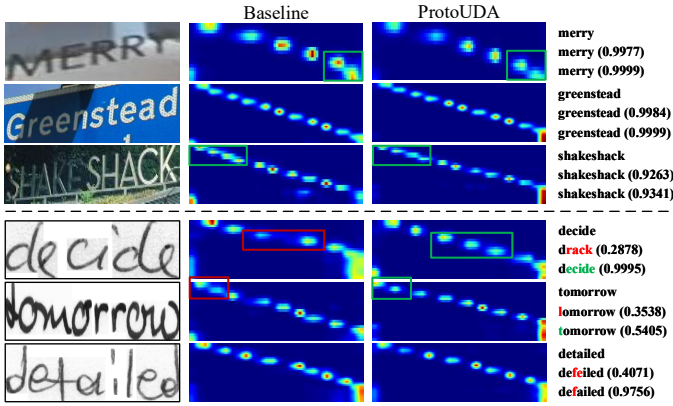 Baseline ProtoUDA
MERRY
merry
merry (0.9977)
merry (0.9999)
Greenstead
greenstead
greenstead (0.9984)
greenstead (0.9999)
SHAKE SHACK
shakeshack
shakeshack (0.9263)
shakeshack (0.9341)
decide
decide
drack (0.2878)
decide (0.9995)
tomorrow
tomorrow
lomorrow (0.3538)
tomorrow (0.5405)
detailed
detailed
defeiled (0.4071)
defailed (0.9756)